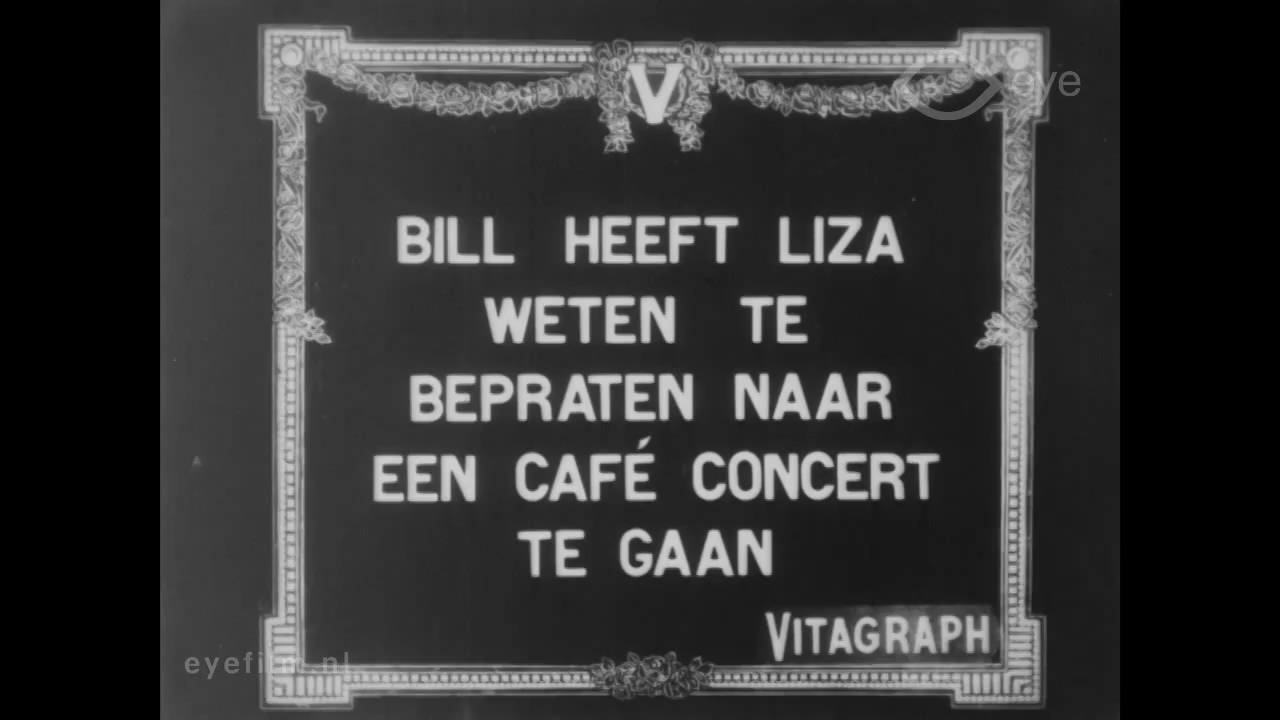 V
eye
BILL HEEFT LIZA
WETEN TE
BEPRATEN NAAR
EEN CAFÉ CONCERT
TE GAAN
VITAGRAPH
eyefilm.nl